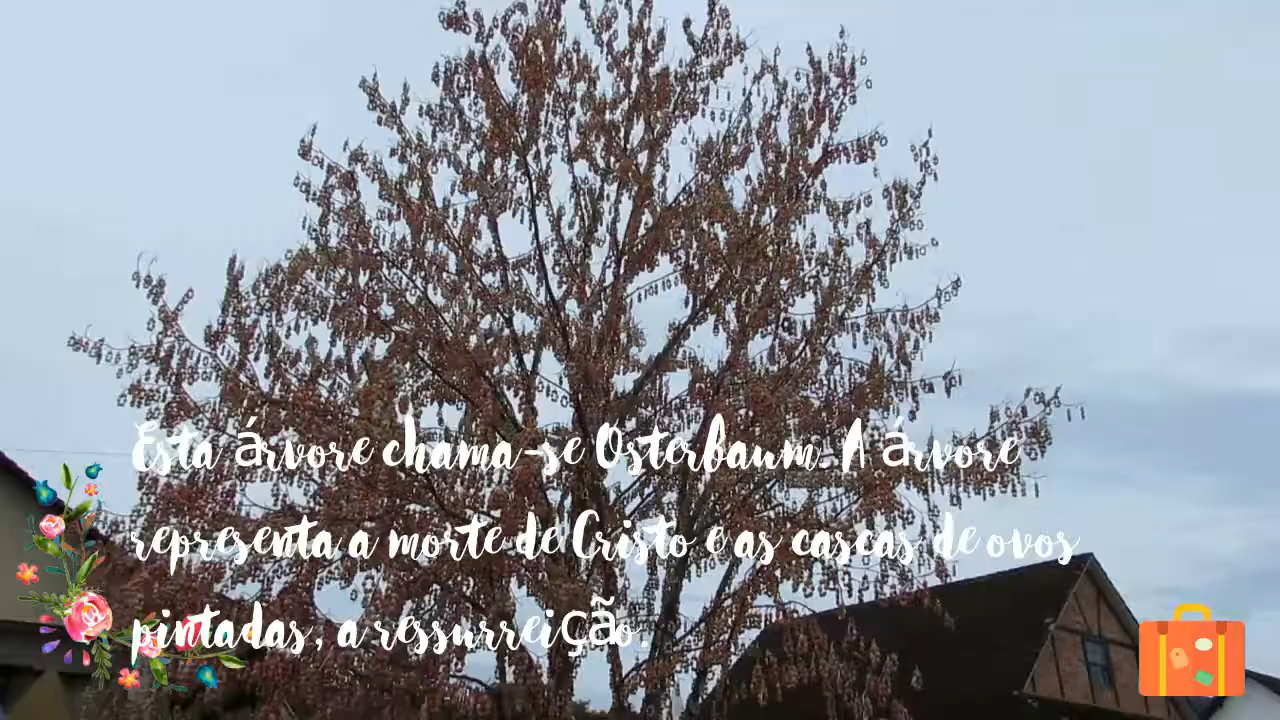 Esta árvore chama-se Osterbaum. A árvore
representa a morte de Cristo e as cascas de ovos
pintadas, a ressurreição.